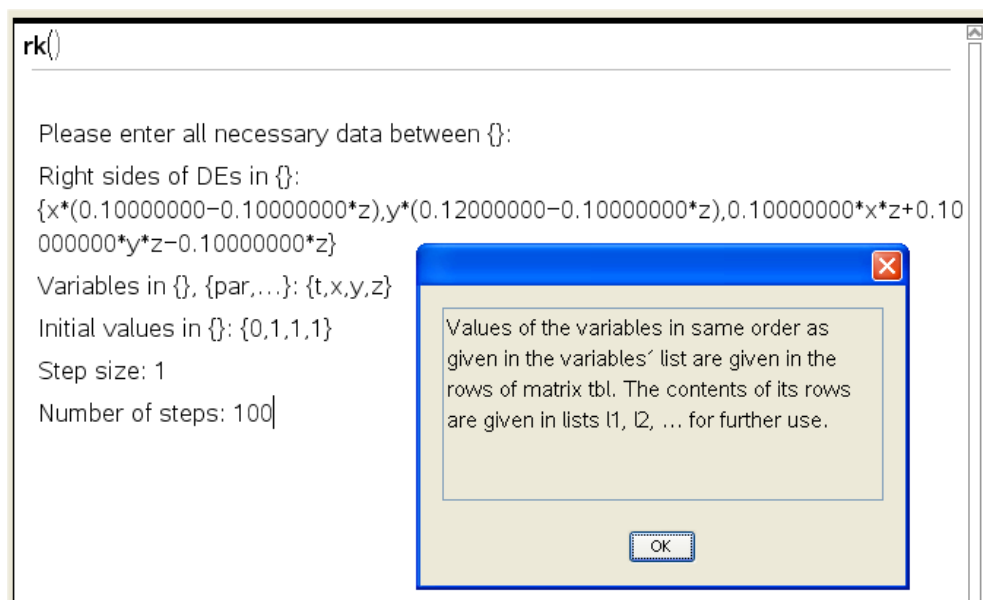 rk()
Please enter all necessary data between {}:
Right sides of DEs in {}:
{x*(0.10000000−0.10000000*z),y*(0.12000000−0.10000000*z),0.10000000*x*z+0.10
000000*y*z−0.10000000*z}
Variables in {}, {par,...}: {t,x,y,z}
Initial values in {}: {0,1,1,1}
Step size: 1
Number of steps: 100
Values of the variables in same order as
given in the variables´ list are given in the
rows of matrix tbl. The contents of its rows
are given in lists l1, l2, ... for further use.
OK